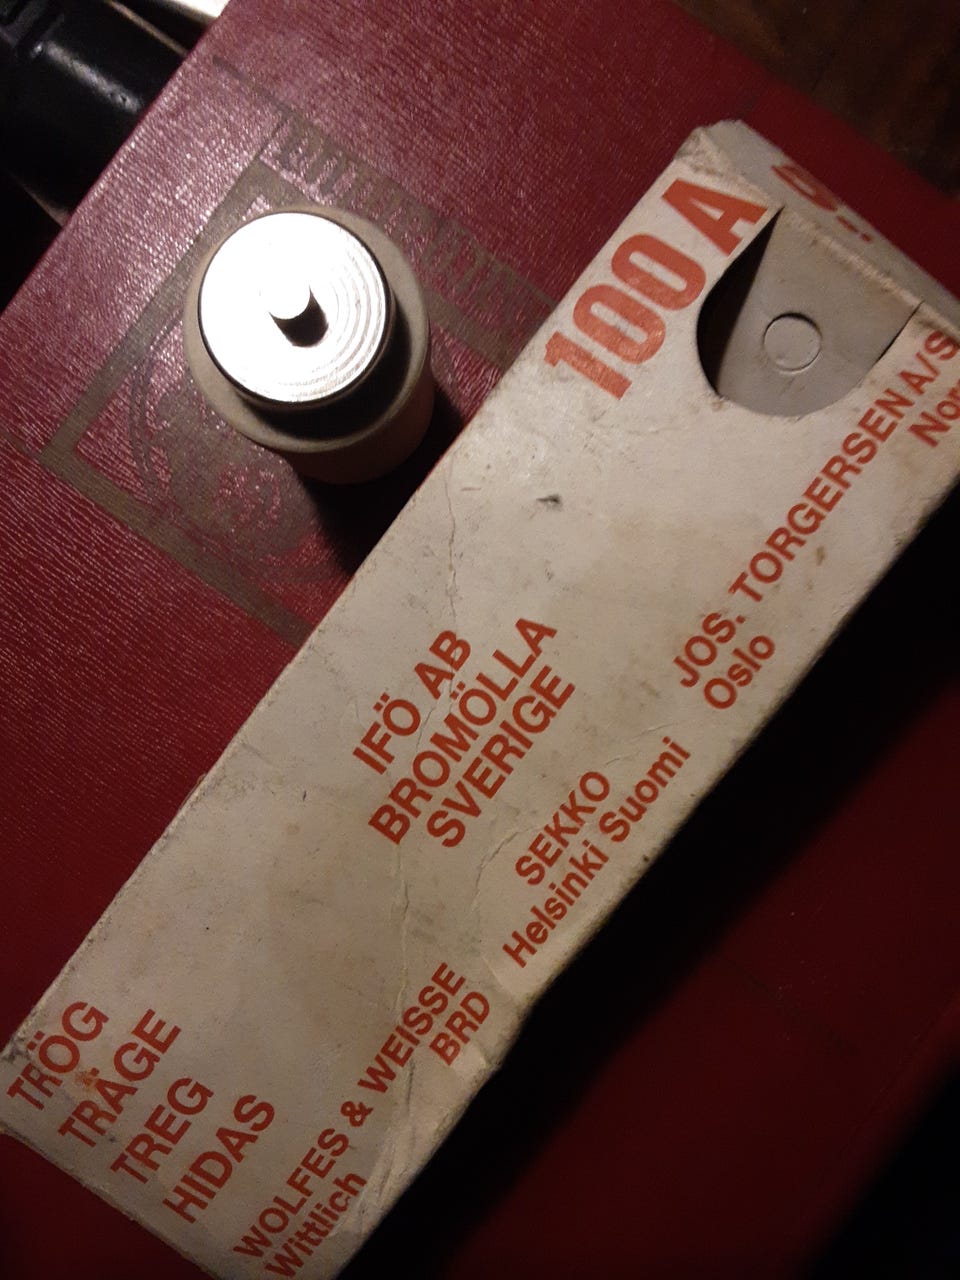 100 A
IFÖ AB
BROMÖLLA
SVERIGE
JOS. TORGERSEN A/S
Oslo
SEKKO
Helsinki Suomi
WOLFES & WEISSE
Wittlich BRD
TRÖG
TRÄGE
TREG
HIDAS